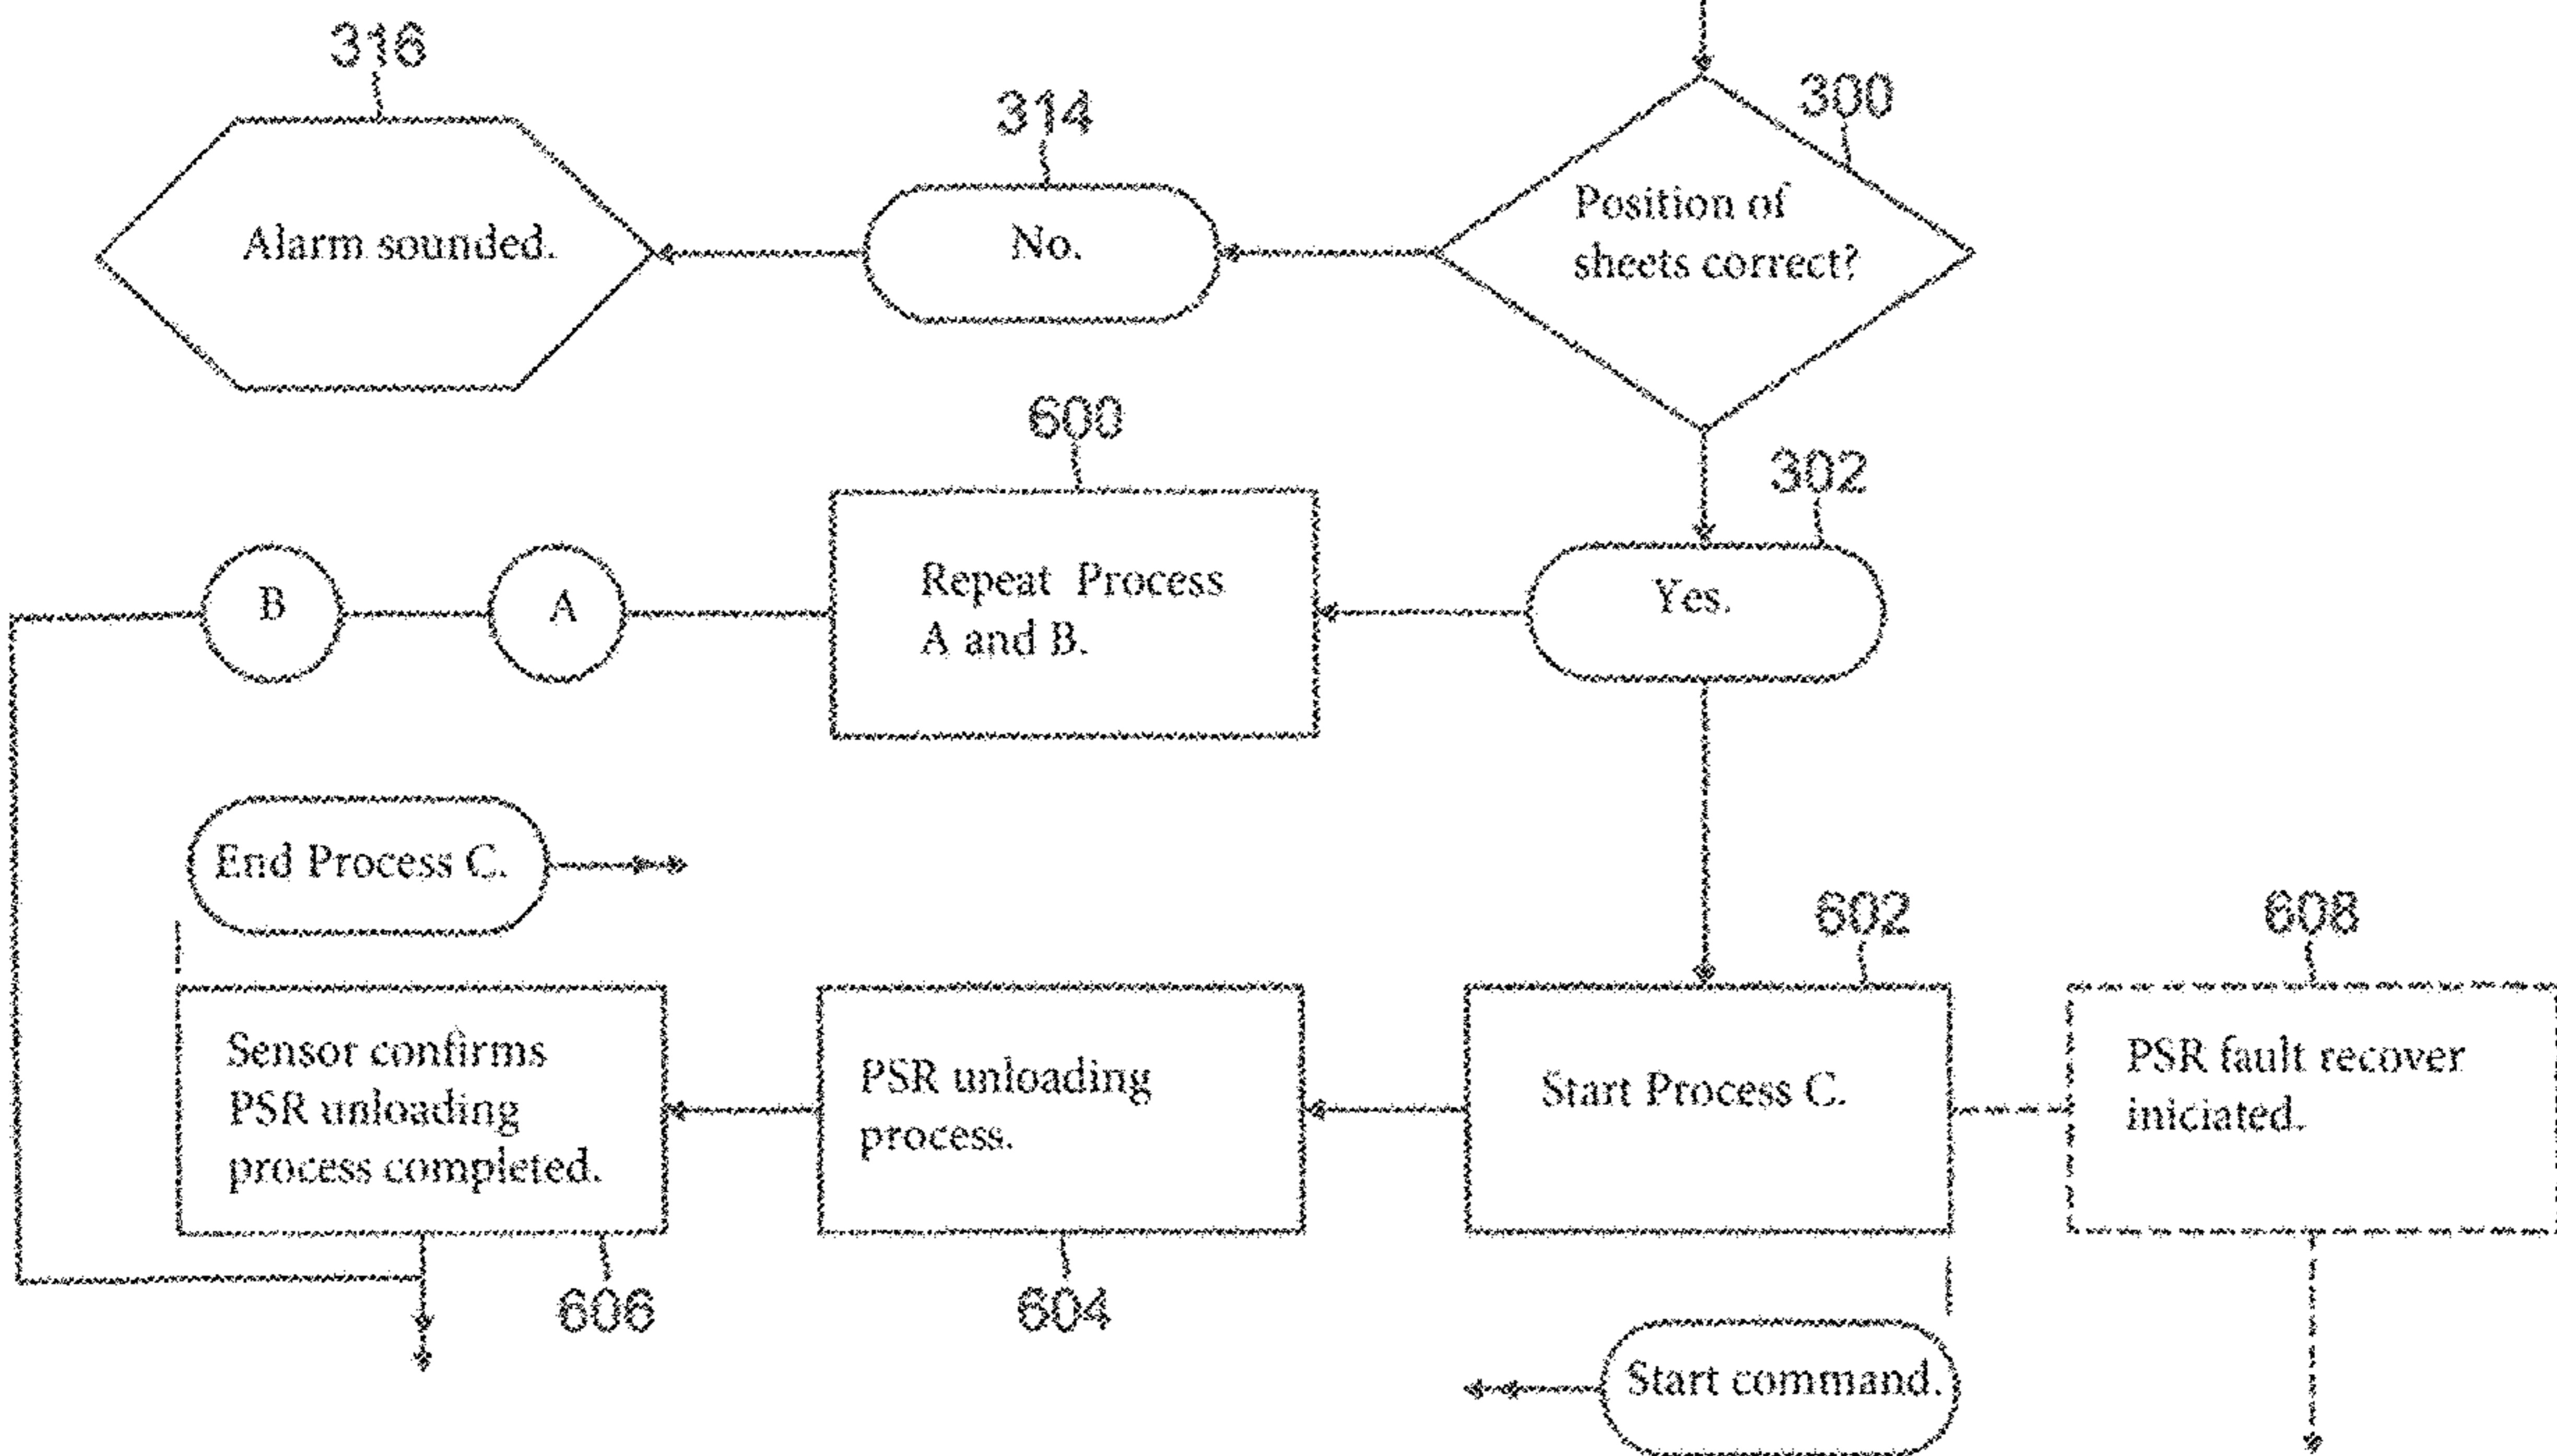 316
314
300
Alarm sounded.
No.
Position of
sheets correct?
600
302
B
A
Repeat Process
A and B.
Yes.
End Process C.
602
608
Sensor confirms
PSR unloading
process completed.
PSR unloading
process.
Start Process C.
PSR fault recover
iniciated.
606
604
Start command.